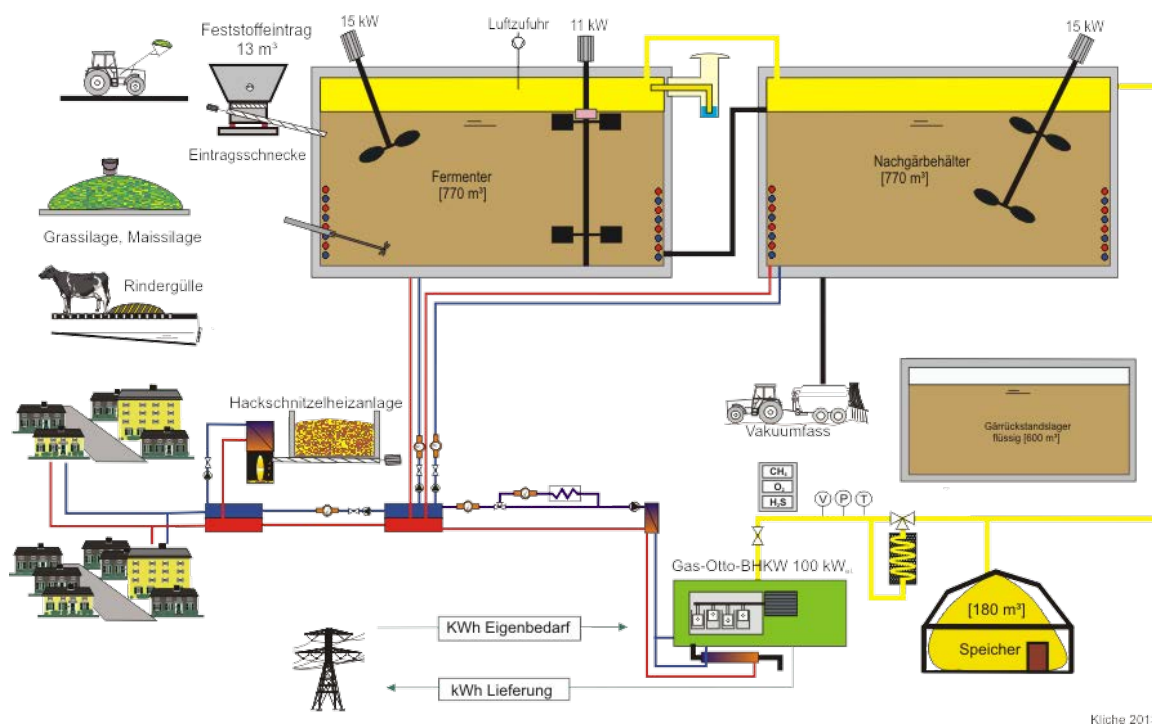 15 kW
Luftzufuhr
11 kW
15 kW
Feststoffeintrag
13 m³
Eintragsschnecke
Fermenter
[770 m³]
Nachgärbehälter
[770 m³]
Grassilage, Maissilage
Rindergülle
Hackschnitzelheizanlage
Vakuumfass
Gärrückstandslager
flüssig [600 m³]
CH₄
O₂
H₂S
V P T
Gas-Otto-BHKW 100 kW
[180 m³]
Speicher
KWh Eigenbedarf
kWh Lieferung